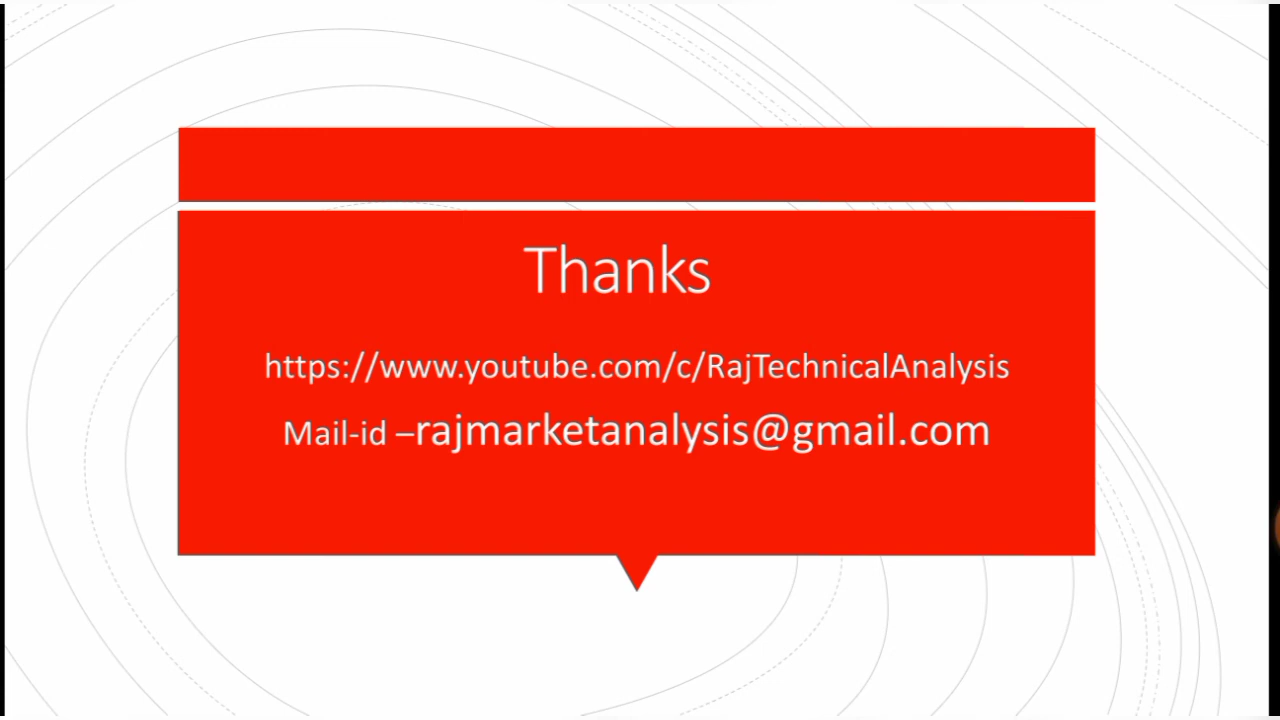 Thanks
https://www.youtube.com/c/RajTechnicalAnalysis
Mail-id –rajmarketanalysis@gmail.com